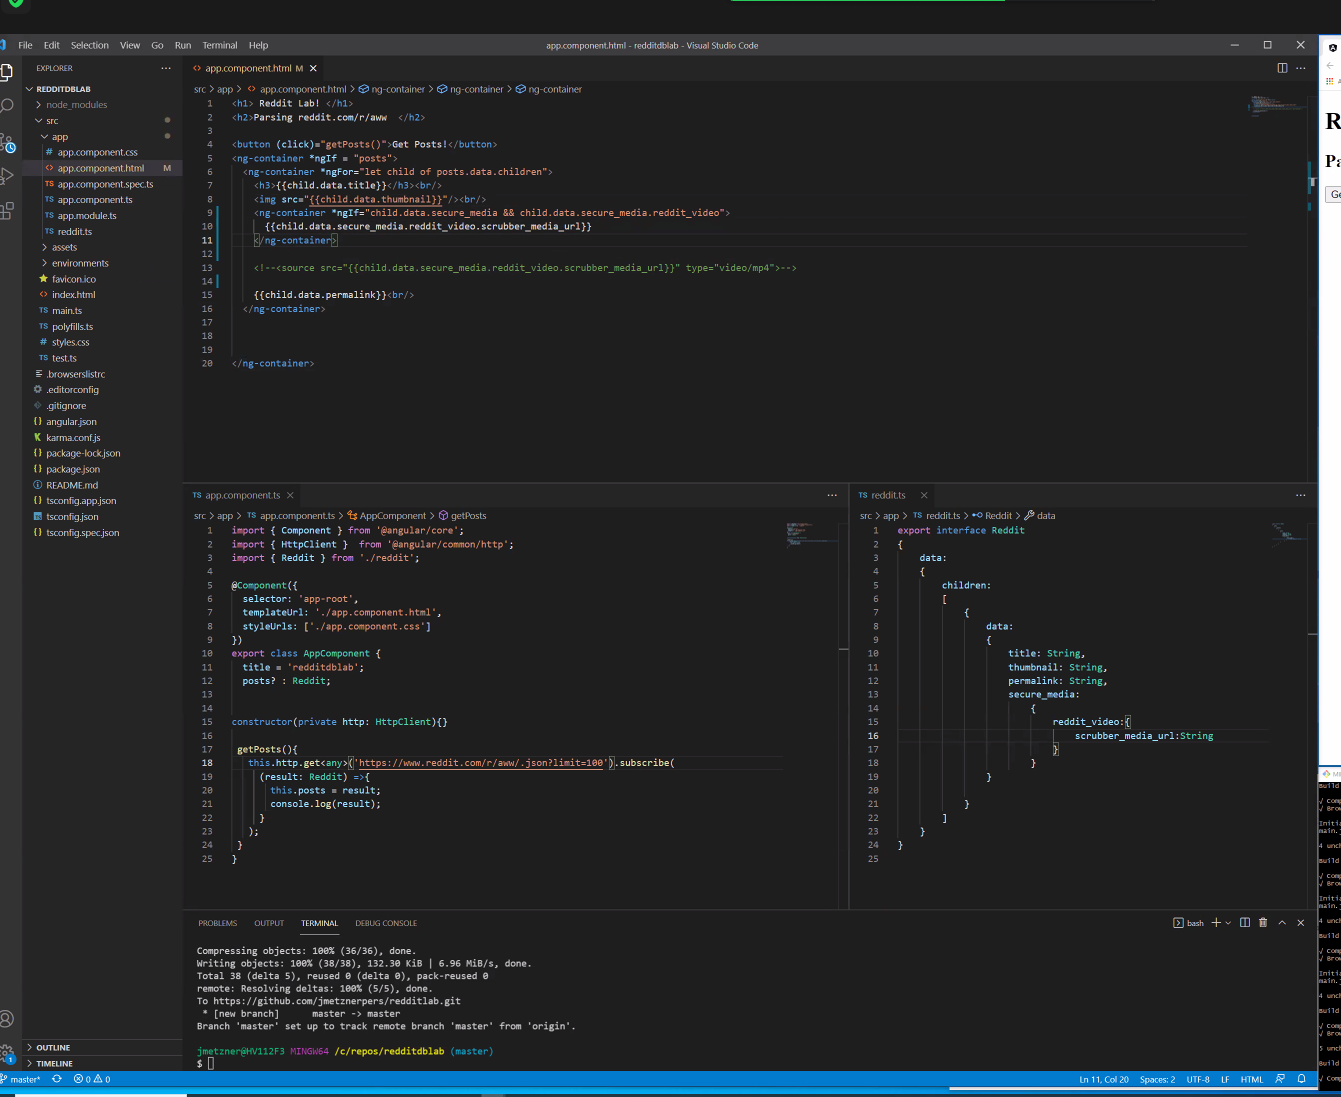 File Edit Selection View Go Run Terminal Help
app.component.html - redditdblab - Visual Studio Code
EXPLORER
REDDITDBLAB
node_modules
src
app
app.component.css
app.component.html M
app.component.spec.ts
app.component.ts
app.module.ts
reddit.ts
assets
environments
favicon.ico
index.html
main.ts
polyfills.ts
styles.css
test.ts
.browserslistrc
.editorconfig
.gitignore
angular.json
karma.conf.js
package-lock.json
package.json
README.md
tsconfig.app.json
tsconfig.json
tsconfig.spec.json
OUTLINE
TIMELINE
app.component.html M
src > app > app.component.html > ng-container > ng-container > ng-container
1 <h1> Reddit Lab! </h1>
2 <h2>Parsing reddit.com/r/aww  </h2>
3
4 <button (click)="getPosts()">Get Posts!</button>
5 <ng-container *ngIf = "posts">
6 <ng-container *ngFor="let child of posts.data.children">
7 <h3>{{child.data.title}}</h3><br/>
8 <img src="{{child.data.thumbnail}}"/><br/>
9 <ng-container *ngIf="child.data.secure_media && child.data.secure_media.reddit_video">
10 {{child.data.secure_media.reddit_video.scrubber_media_url}}
11 </ng-container>
12
13 <!--<source src="{{child.data.secure_media.reddit_video.scrubber_media_url}}" type="video/mp4">-->
14
15 {{child.data.permalink}}<br/>
16 </ng-container>
17
18
19
20 </ng-container>
TS app.component.ts
src > app > TS app.component.ts > AppComponent > getPosts
1 import { Component } from '@angular/core';
2 import { HttpClient }  from '@angular/common/http';
3 import { Reddit } from './reddit';
4
5 @Component({
6 selector: 'app-root',
7 templateUrl: './app.component.html',
8 styleUrls: ['./app.component.css']
9 })
10 export class AppComponent {
11 title = 'redditdblab';
12 posts? : Reddit;
13
14
15 constructor(private http: HttpClient){}
16
17 getPosts(){
18 this.http.get<any>('https://www.reddit.com/r/aww/.json?limit=100').subscribe(
19 (result: Reddit) =>{
20 this.posts = result;
21 console.log(result);
22 }
23 );
24 }
25 }
TS reddit.ts
src > app > TS reddit.ts > Reddit > data
1 export interface Reddit
2 {
3 data:
4 {
5 children:
6 [
7 {
8 data:
9 {
10 title: String,
11 thumbnail: String,
12 permalink: String,
13 secure_media:
14 {
15 reddit_video:{
16 scrubber_media_url:String
17 }
18 }
19 }
20
21 }
22 ]
23 }
24 }
25
PROBLEMS OUTPUT TERMINAL DEBUG CONSOLE
bash
Compressing objects: 100% (36/36), done.
Writing objects: 100% (38/38), 132.30 KiB | 6.96 MiB/s, done.
Total 38 (delta 5), reused 0 (delta 0), pack-reused 0
remote: Resolving deltas: 100% (5/5), done.
To https://github.com/jmetznerpers/redditlab.git
* [new branch]      master -> master
Branch 'master' set up to track remote branch 'master' from 'origin'.
jmetzner@HV112F3 MINGW64 /c/repos/redditdblab (master)
$
master* 0 0
Ln 11, Col 20 Spaces: 2 UTF-8 LF HTML